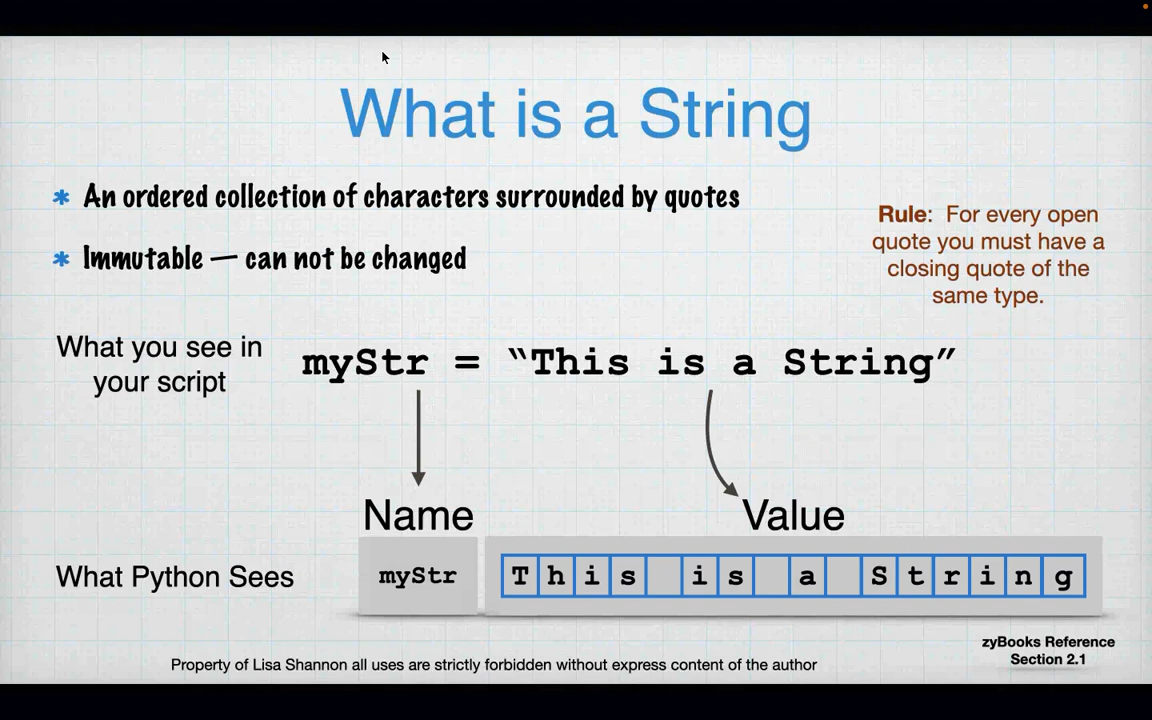 What is a String
* An ordered collection of characters surrounded by quotes
* Immutable — can not be changed
Rule: For every open
quote you must have a
closing quote of the
same type.
What you see in
your script
myStr = “This is a String”
Name
Value
What Python Sees
myStr
This is a String
zyBooks Reference
Section 2.1
Property of Lisa Shannon all uses are strictly forbidden without express content of the author